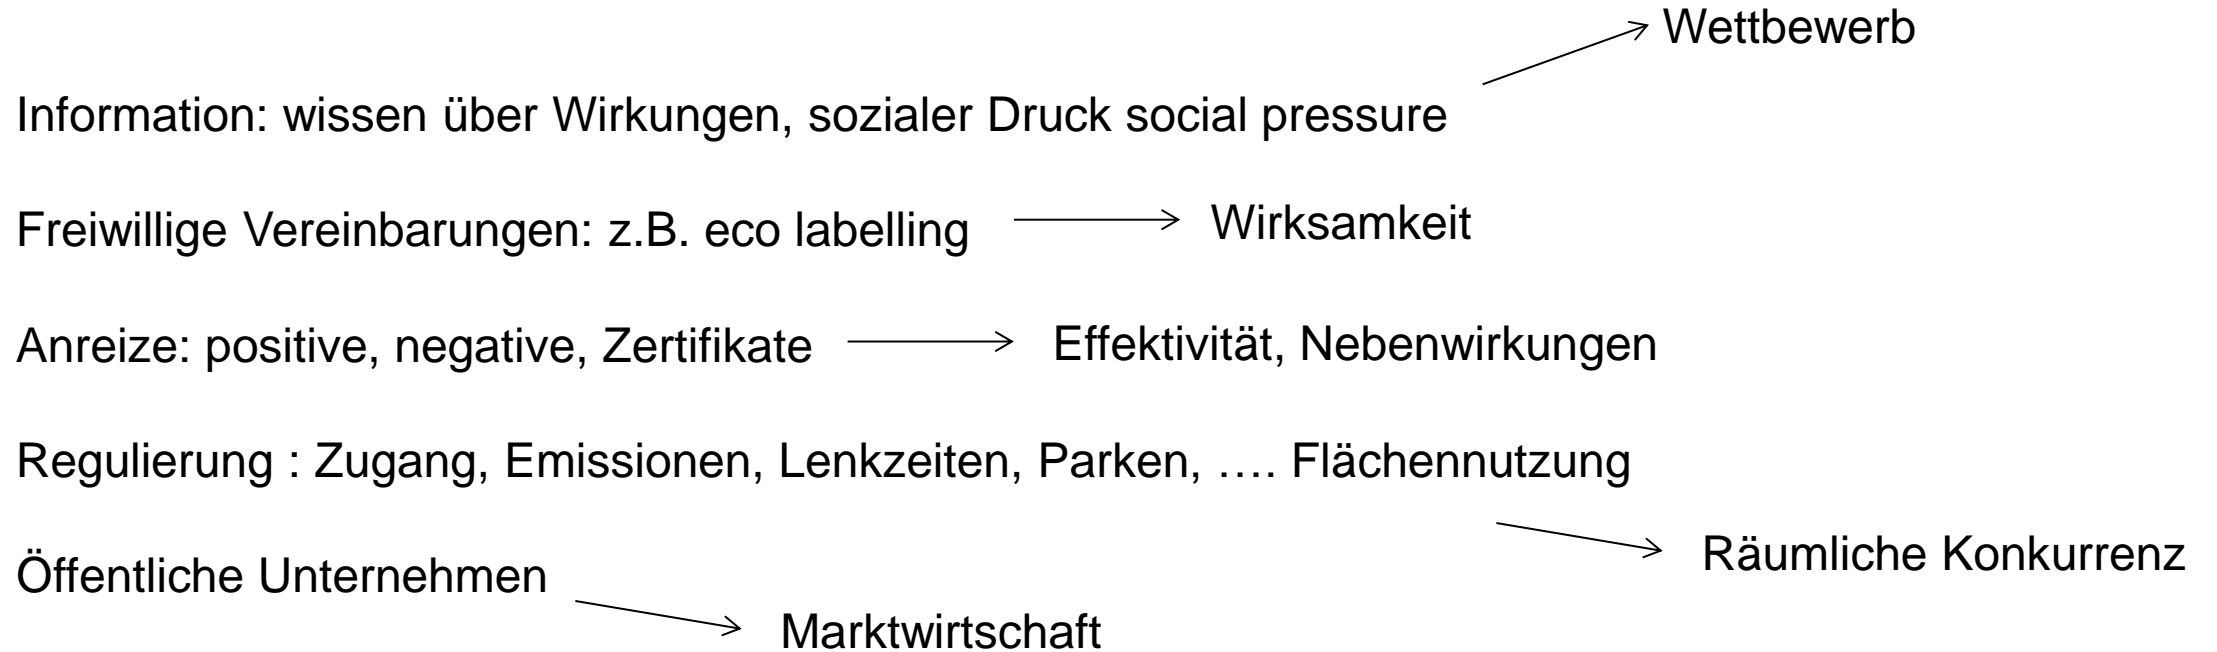 Wettbewerb
Information: wissen über Wirkungen, sozialer Druck social pressure
Freiwillige Vereinbarungen: z.B. eco labelling
Wirksamkeit
Anreize: positive, negative, Zertifikate
Effektivität, Nebenwirkungen
Regulierung : Zugang, Emissionen, Lenkzeiten, Parken, …. Flächennutzung
Räumliche Konkurrenz
Öffentliche Unternehmen
Marktwirtschaft